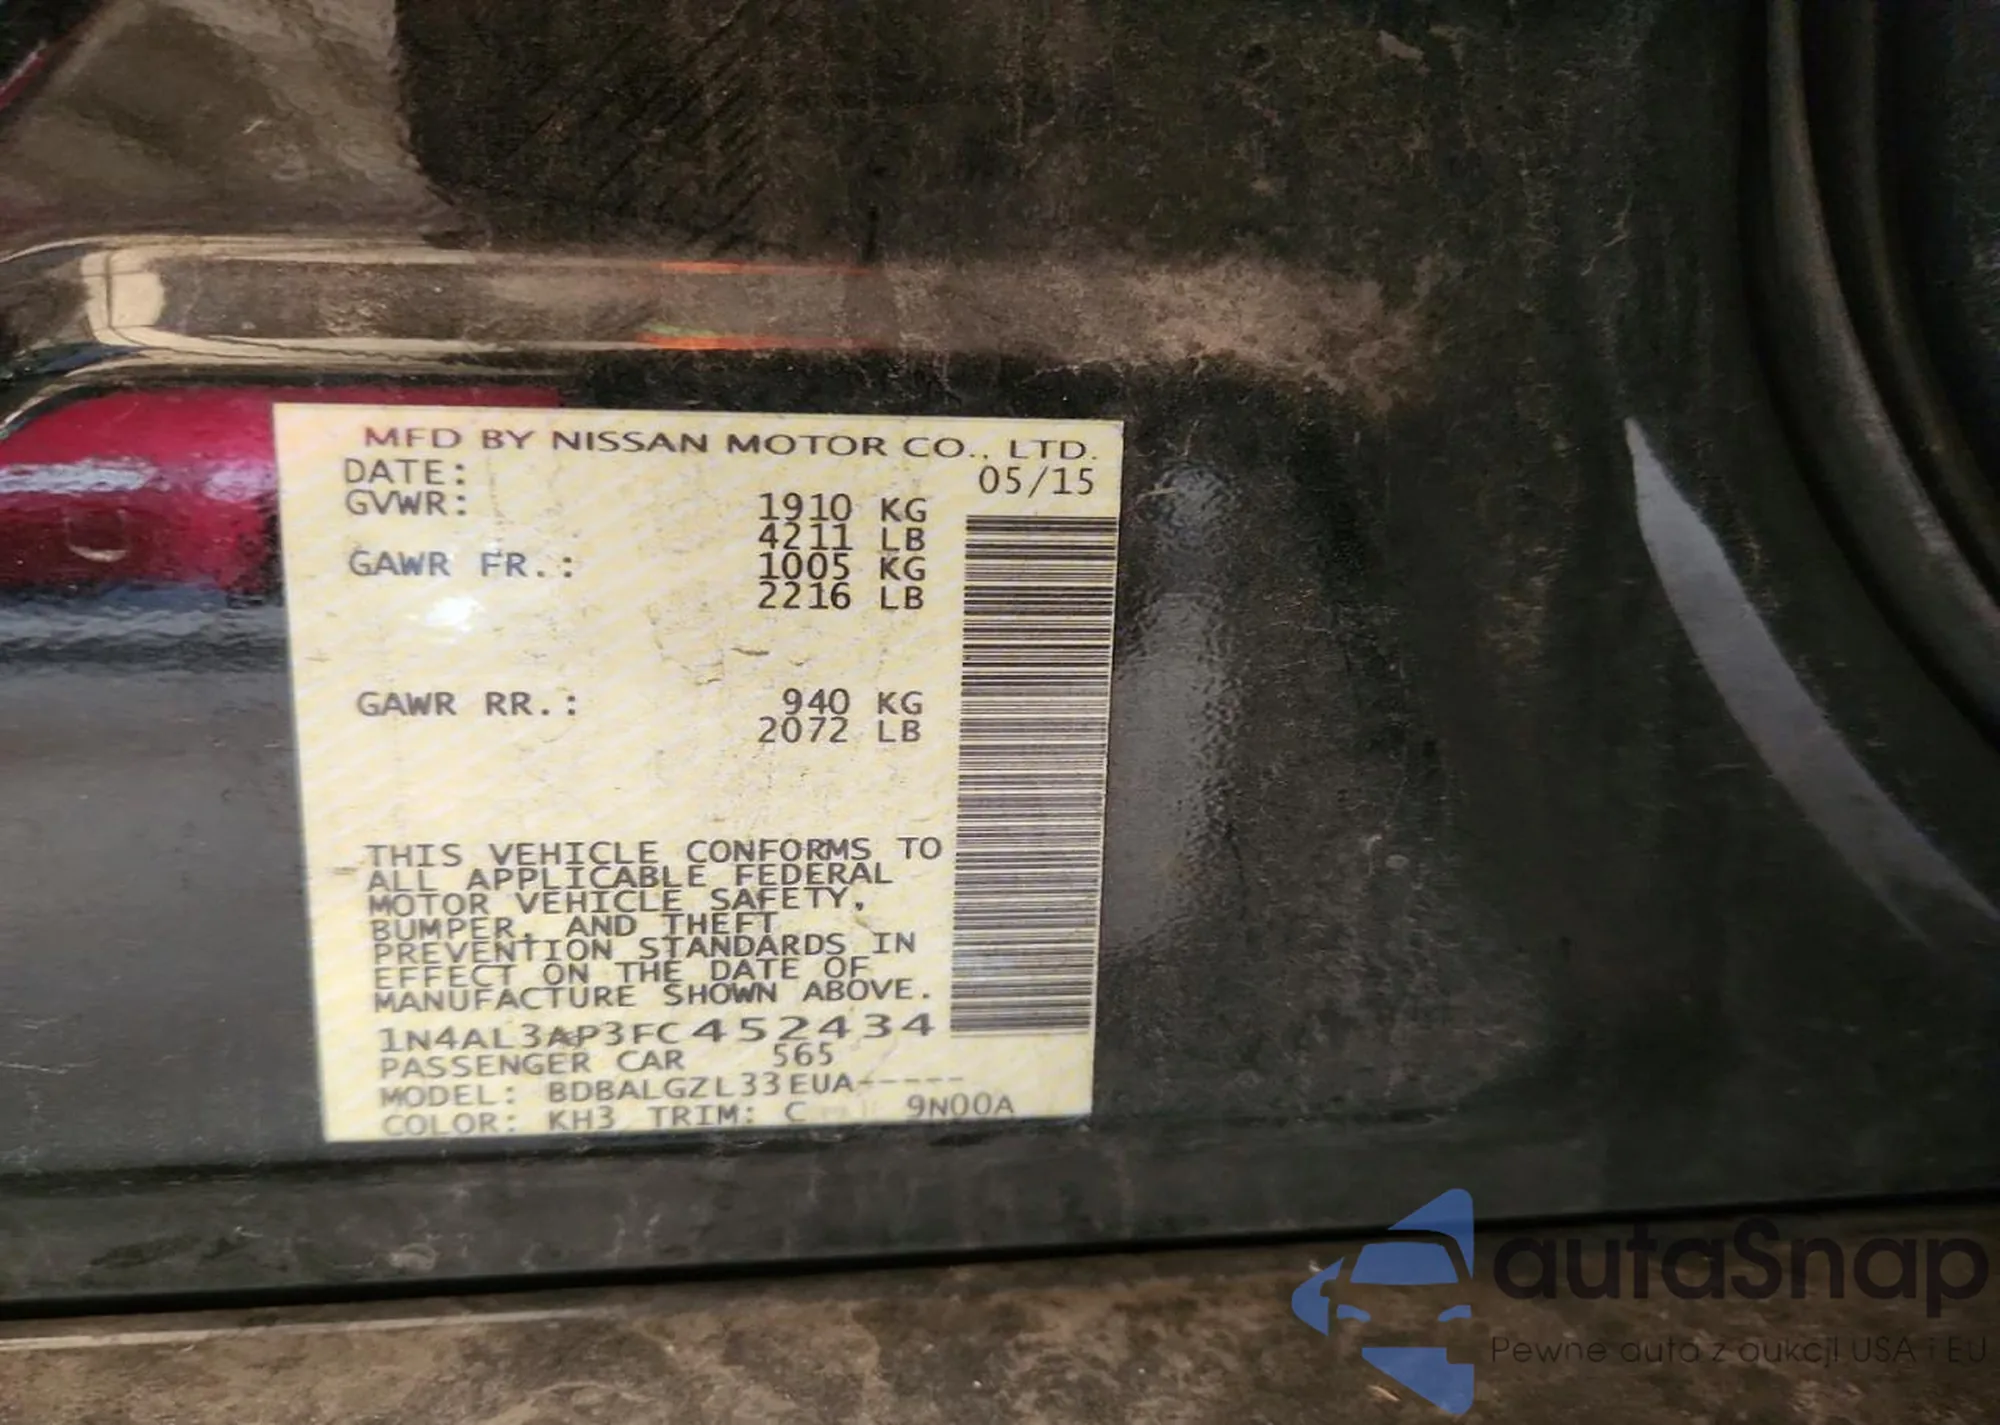 MFD BY NISSAN MOTOR CO., LTD.
DATE: 05/15
GVWR: 1910 KG
4211 LB
GAWR FR.: 1005 KG
2216 LB
GAWR RR.: 940 KG
2072 LB
THIS VEHICLE CONFORMS TO
ALL APPLICABLE FEDERAL
MOTOR VEHICLE SAFETY,
BUMPER, AND THEFT
PREVENTION STANDARDS IN
EFFECT ON THE DATE OF
MANUFACTURE SHOWN ABOVE.
1N4AL3AP3FC452434
PASSENGER CAR 565
MODEL: BDBALGZL33EUA-----
COLOR: KH3 TRIM: C 9N00A
autaSnap
Pewne auta z aukcji USA i EU